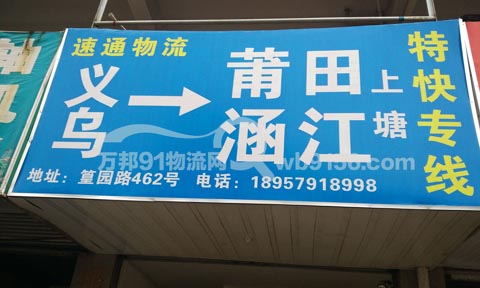 速通物流
义乌
莆田
涵江
上塘
特快专线
万邦91物流网 wb9156.com
地址：篁园路462号 电话：18957918998